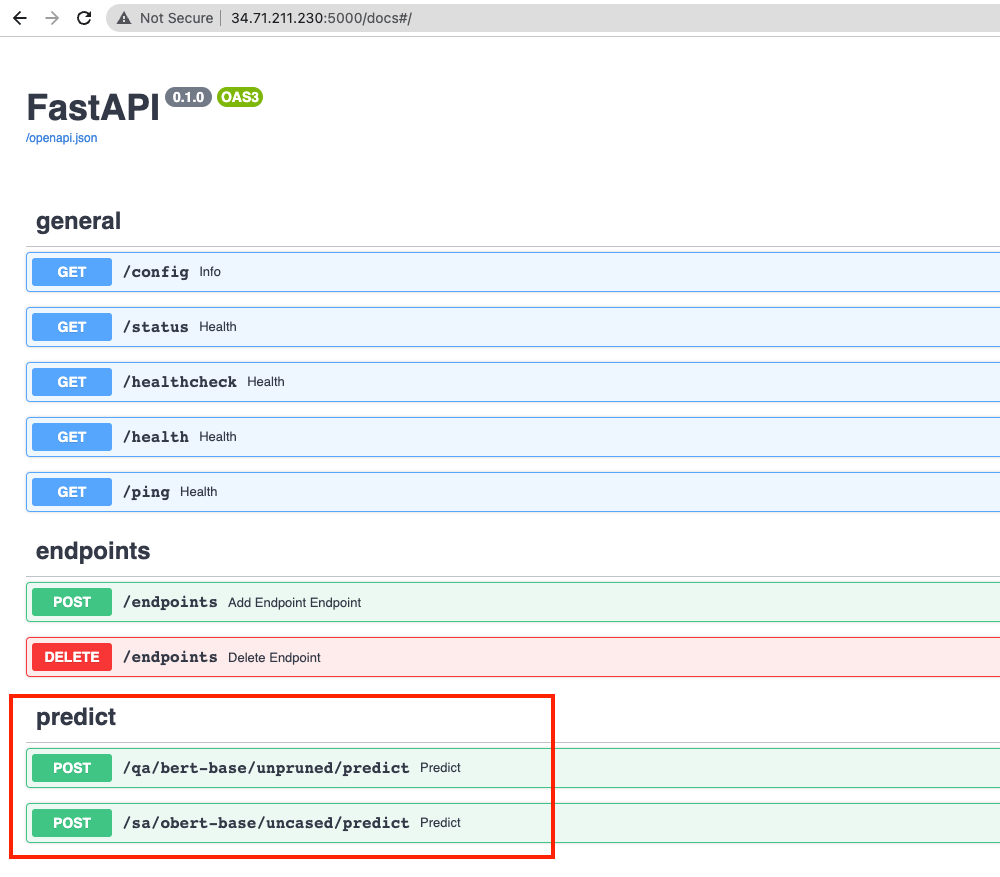 Not Secure 34.71.211.230:5000/docs#/
FastAPI 0.1.0 OAS3
/openapi.json
general
GET /config Info
GET /status Health
GET /healthcheck Health
GET /health Health
GET /ping Health
endpoints
POST /endpoints Add Endpoint Endpoint
DELETE /endpoints Delete Endpoint
predict
POST /qa/bert-base/unpruned/predict Predict
POST /sa/obert-base/uncased/predict Predict